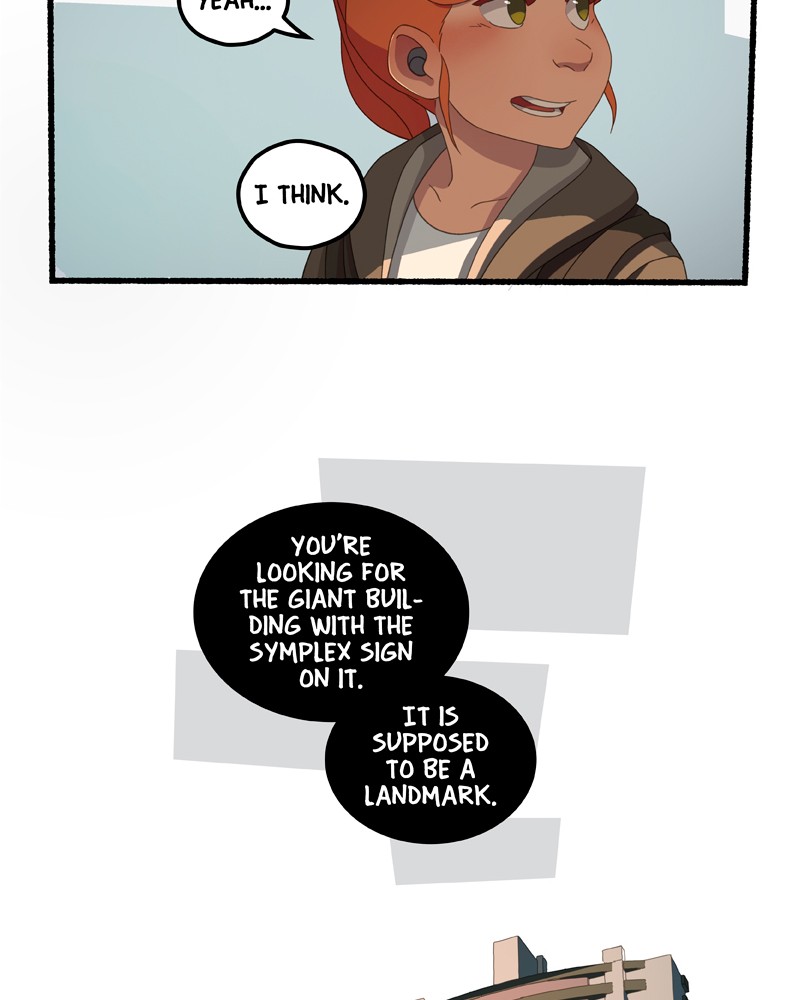 YEAH...
I THINK.
YOU'RE
LOOKING FOR
THE GIANT BUIL-
DING WITH THE
SYMPLEX SIGN
ON IT.
IT IS
SUPPOSED
TO BE A
LANDMARK.